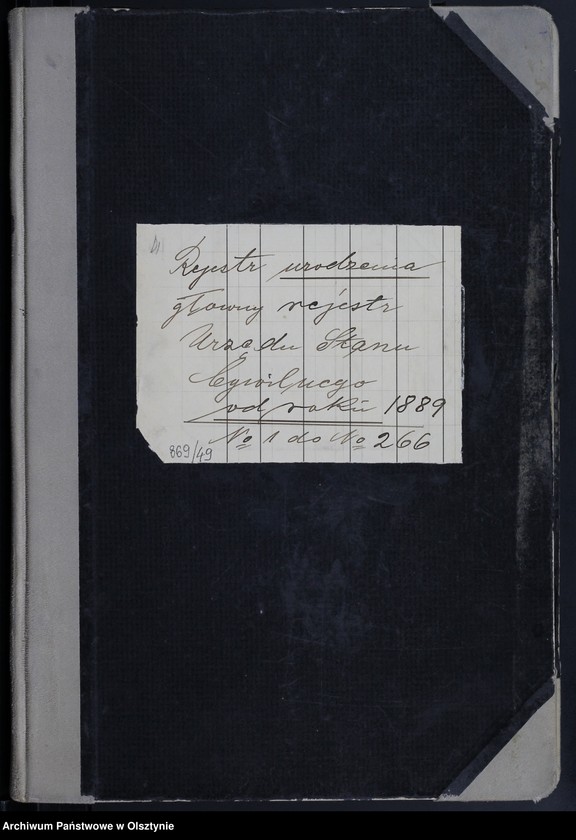 Rejestr urodzenia
głowny rejestr
Urzędu Stanu
Cywilnego
od roku 1889
No 1 do No 266
869/49
Archiwum Państwowe w Olsztynie